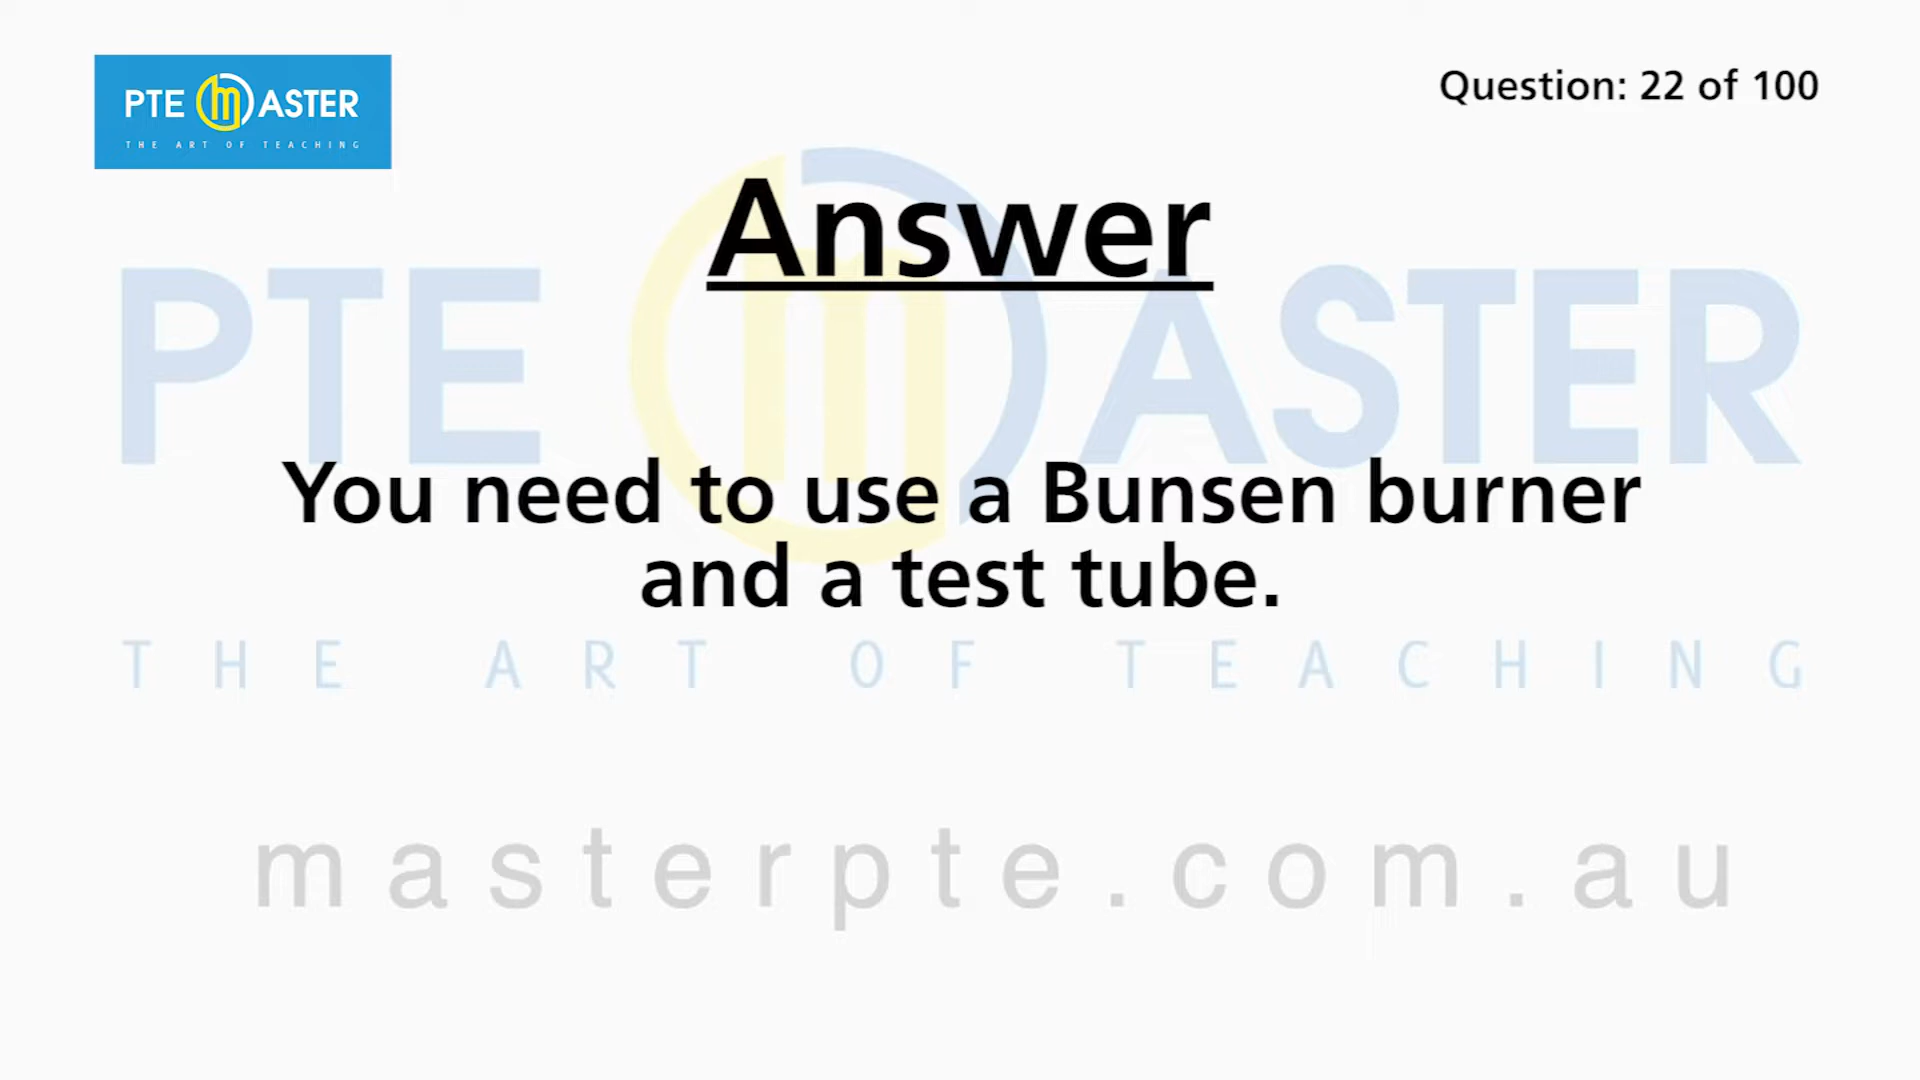 PTE MASTER
THE ART OF TEACHING
Question: 22 of 100
Answer
PTE MASTER
You need to use a Bunsen burner
and a test tube.
THE ART OF TEACHING
masterpte.com.au